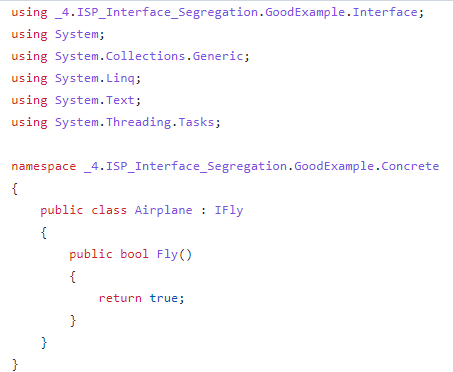 using _4.ISP_Interface_Segregation.GoodExample.Interface;
using System;
using System.Collections.Generic;
using System.Linq;
using System.Text;
using System.Threading.Tasks;

namespace _4.ISP_Interface_Segregation.GoodExample.Concrete
{
    public class Airplane : IFly
    {
        public bool Fly()
        {
            return true;
        }
    }
}